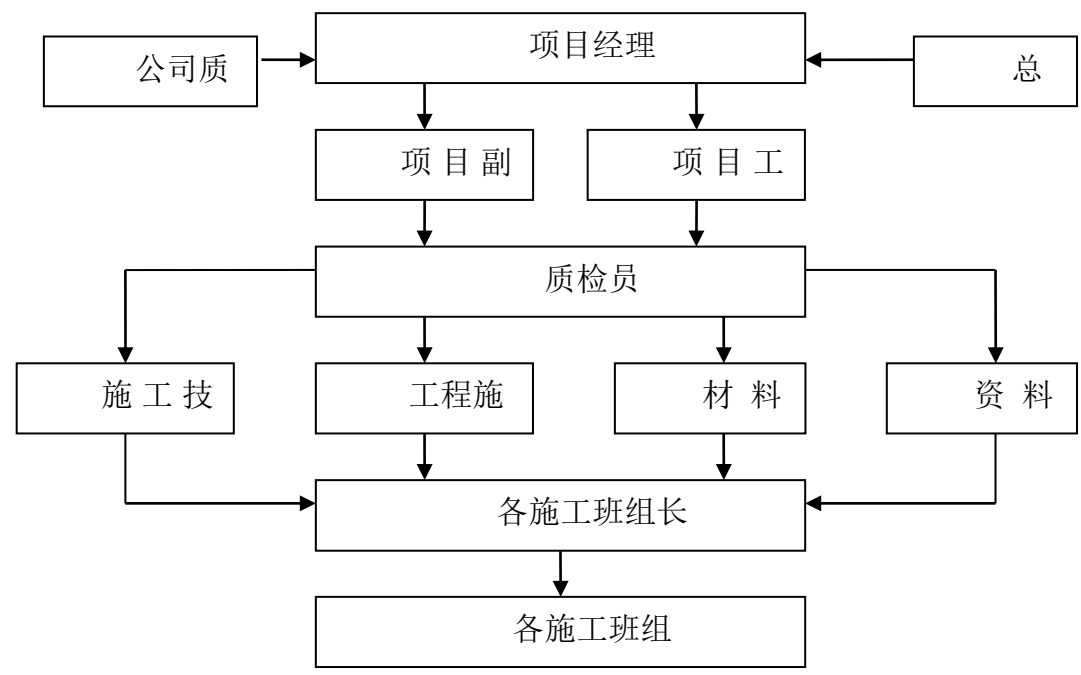 项目经理
公司质
总
项 目 副
项 目 工
质检员
施 工 技
工程施
材 料
资 料
各施工班组长
各施工班组